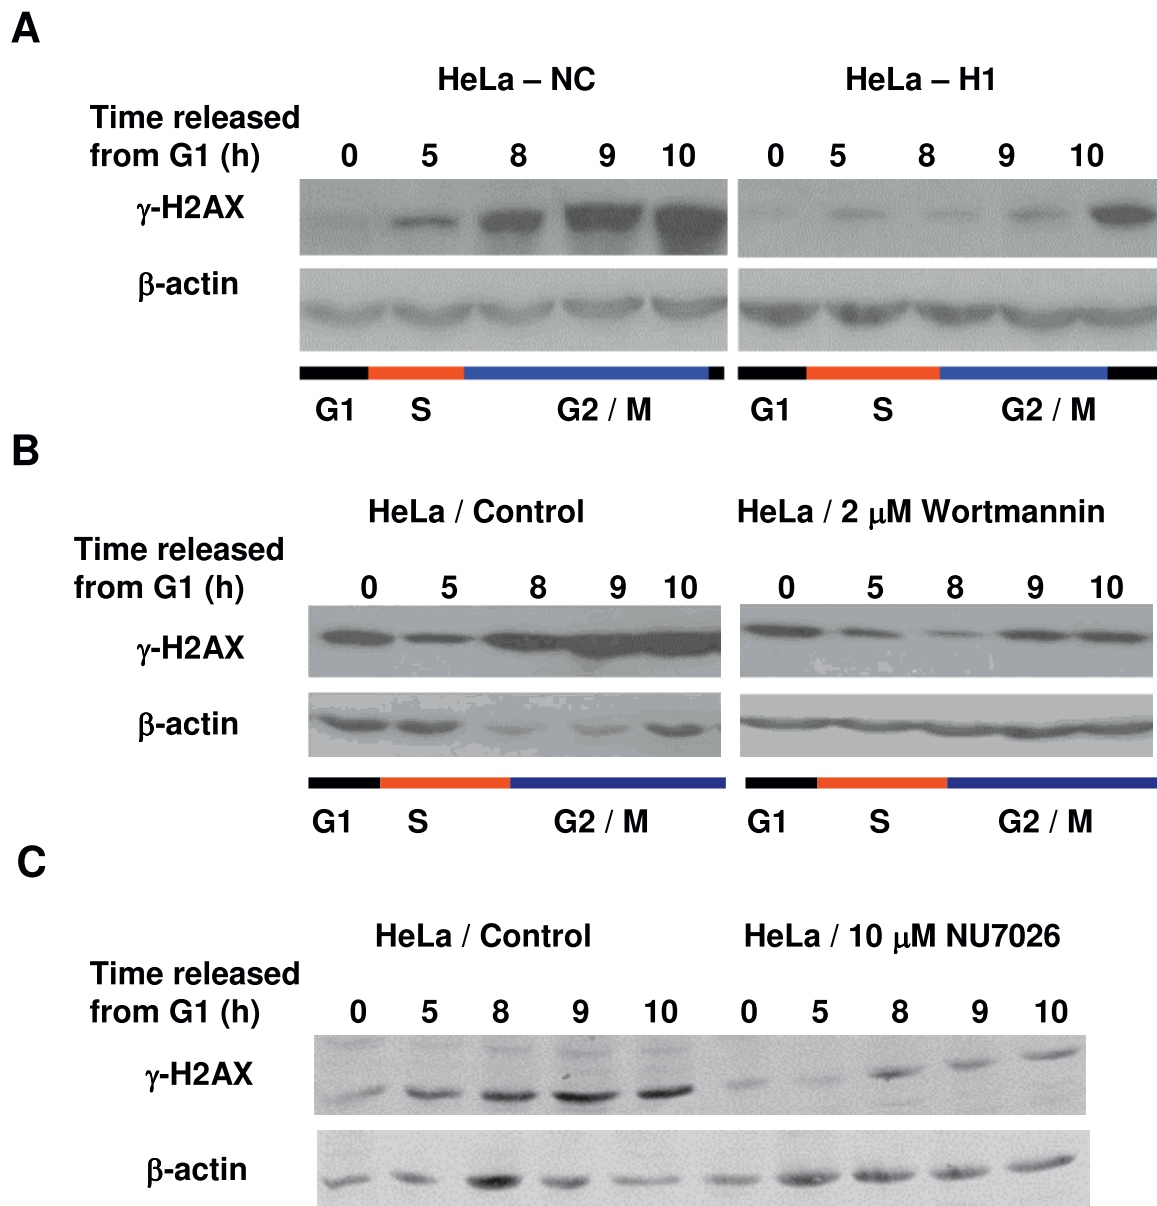 A
HeLa – NC HeLa – H1
Time released
from G1 (h) 0 5 8 9 10 0 5 8 9 10
γ-H2AX
β-actin
G1 S G2 / M G1 S G2 / M
B
HeLa / Control HeLa / 2 μM Wortmannin
Time released
from G1 (h) 0 5 8 9 10 0 5 8 9 10
γ-H2AX
β-actin
G1 S G2 / M G1 S G2 / M
C
HeLa / Control HeLa / 10 μM NU7026
Time released
from G1 (h) 0 5 8 9 10 0 5 8 9 10
γ-H2AX
β-actin